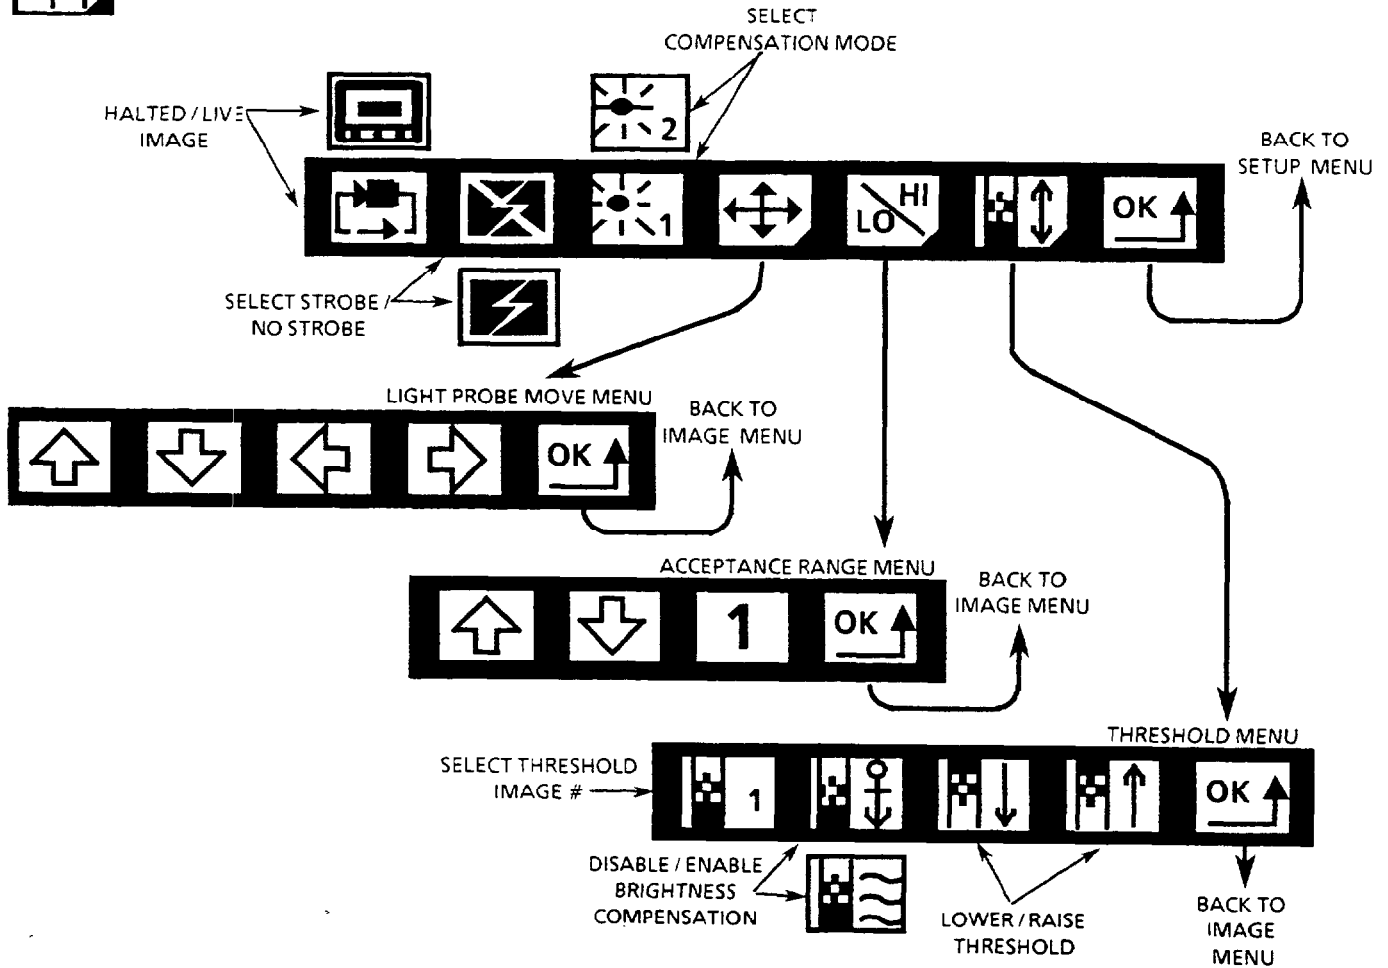 SELECT
COMPENSATION MODE
HALTED / LIVE
IMAGE
2
BACK TO
SETUP MENU
1
LO HI
OK
SELECT STROBE /
NO STROBE
LIGHT PROBE MOVE MENU
BACK TO
IMAGE MENU
OK
ACCEPTANCE RANGE MENU
BACK TO
IMAGE MENU
1
OK
THRESHOLD MENU
SELECT THRESHOLD
IMAGE #
1
OK
DISABLE / ENABLE
BRIGHTNESS
COMPENSATION
LOWER / RAISE
THRESHOLD
BACK TO
IMAGE
MENU